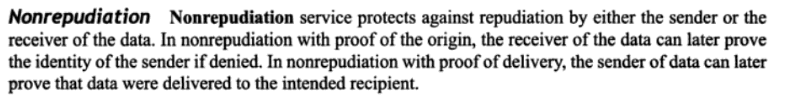 Nonrepudiation Nonrepudiation service protects against repudiation by either the sender or the
receiver of the data. In nonrepudiation with proof of the origin, the receiver of the data can later prove
the identity of the sender if denied. In nonrepudiation with proof of delivery, the sender of data can later
prove that data were delivered to the intended recipient.